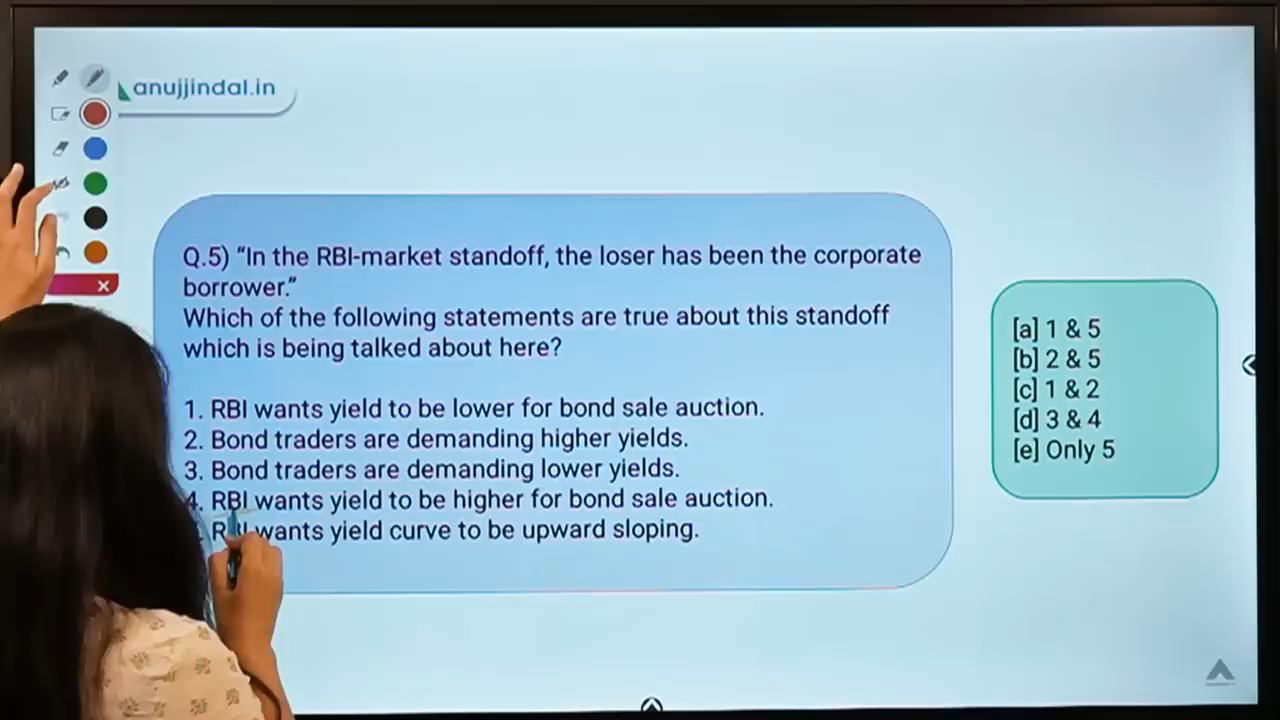 anujjindal.in
Q.5) “In the RBI-market standoff, the loser has been the corporate
borrower.”
Which of the following statements are true about this standoff
which is being talked about here?
1. RBI wants yield to be lower for bond sale auction.
2. Bond traders are demanding higher yields.
3. Bond traders are demanding lower yields.
4. RBI wants yield to be higher for bond sale auction.
RBI wants yield curve to be upward sloping.
[a] 1 & 5
[b] 2 & 5
[c] 1 & 2
[d] 3 & 4
[e] Only 5